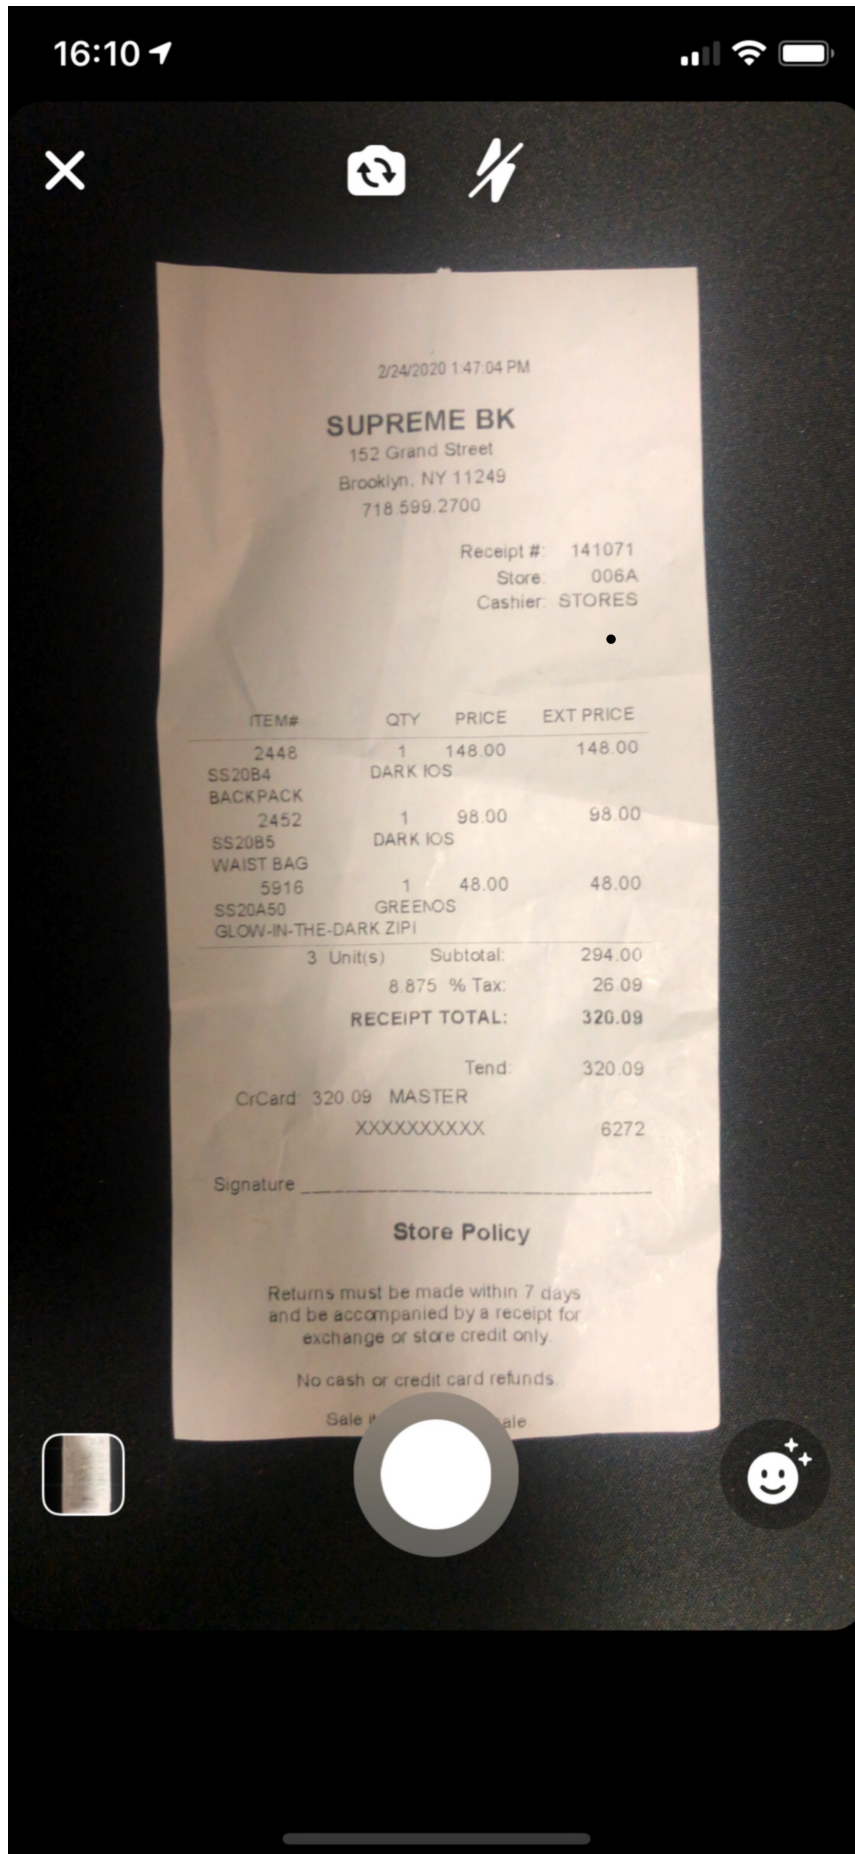 16:10
2/24/2020 1:47:04 PM
SUPREME BK
152 Grand Street
Brooklyn, NY 11249
718.599.2700
Receipt #: 141071
Store: 006A
Cashier: STORES
ITEM# QTY PRICE EXT PRICE
2448 1 148.00 148.00
SS20B4 DARK IOS
BACKPACK
2452 1 98.00 98.00
SS20B5 DARK IOS
WAIST BAG
5916 1 48.00 48.00
SS20A50 GREENOS
GLOW-IN-THE-DARK ZIPI
3 Unit(s) Subtotal: 294.00
8.875 % Tax: 26.09
RECEIPT TOTAL: 320.09
Tend: 320.09
CrCard: 320.09 MASTER
XXXXXXXXXX 6272
Signature
Store Policy
Returns must be made within 7 days
and be accompanied by a receipt for
exchange or store credit only.
No cash or credit card refunds.
Sale